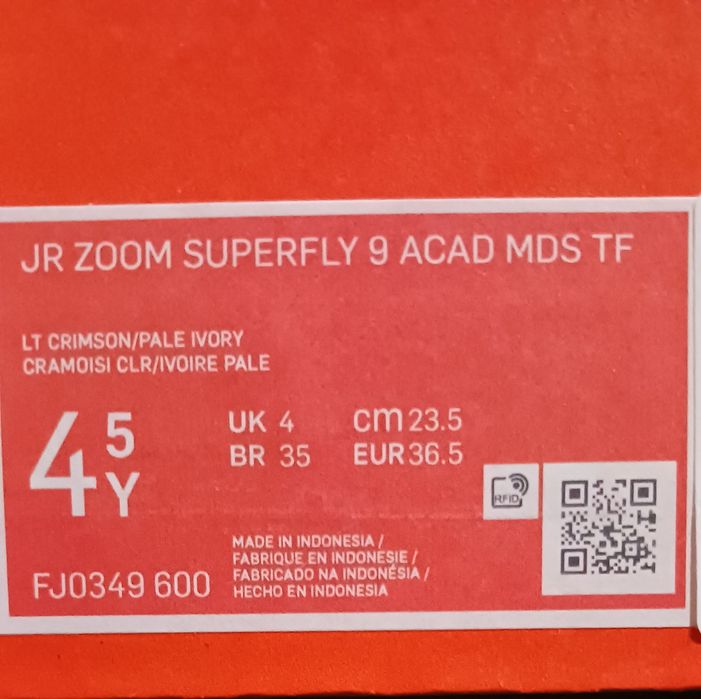 JR ZOOM SUPERFLY 9 ACAD MDS TF
LT CRIMSON/PALE IVORY
CRAMOISI CLR/IVOIRE PALE
4 5 Y
UK 4 cm 23.5
BR 35 EUR 36.5
RFID
MADE IN INDONESIA /
FABRIQUE EN INDONESIE /
FABRICADO NA INDONÉSIA /
HECHO EN INDONESIA
FJ0349 600